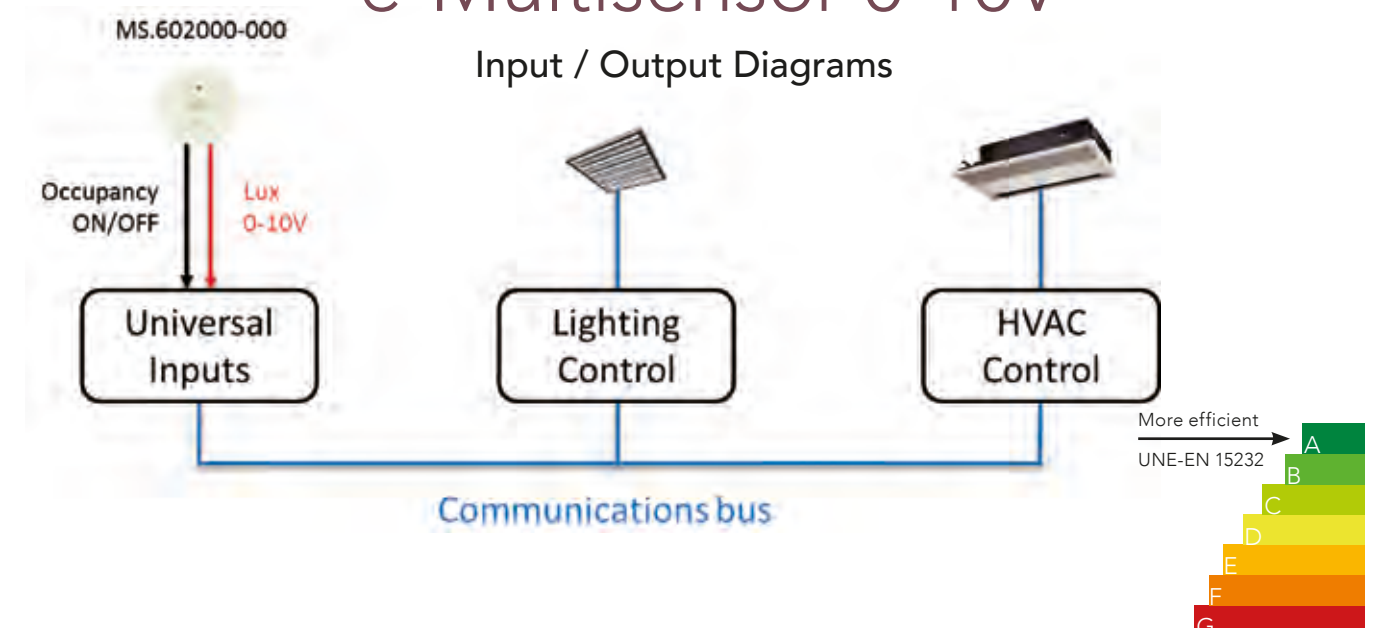 MS.602000-000
Input / Output Diagrams
Occupancy
ON/OFF
Lux
0-10V
Universal
Inputs
Lighting
Control
HVAC
Control
More efficient
UNE-EN 15232
A
B
C
D
E
F
G
Communications bus